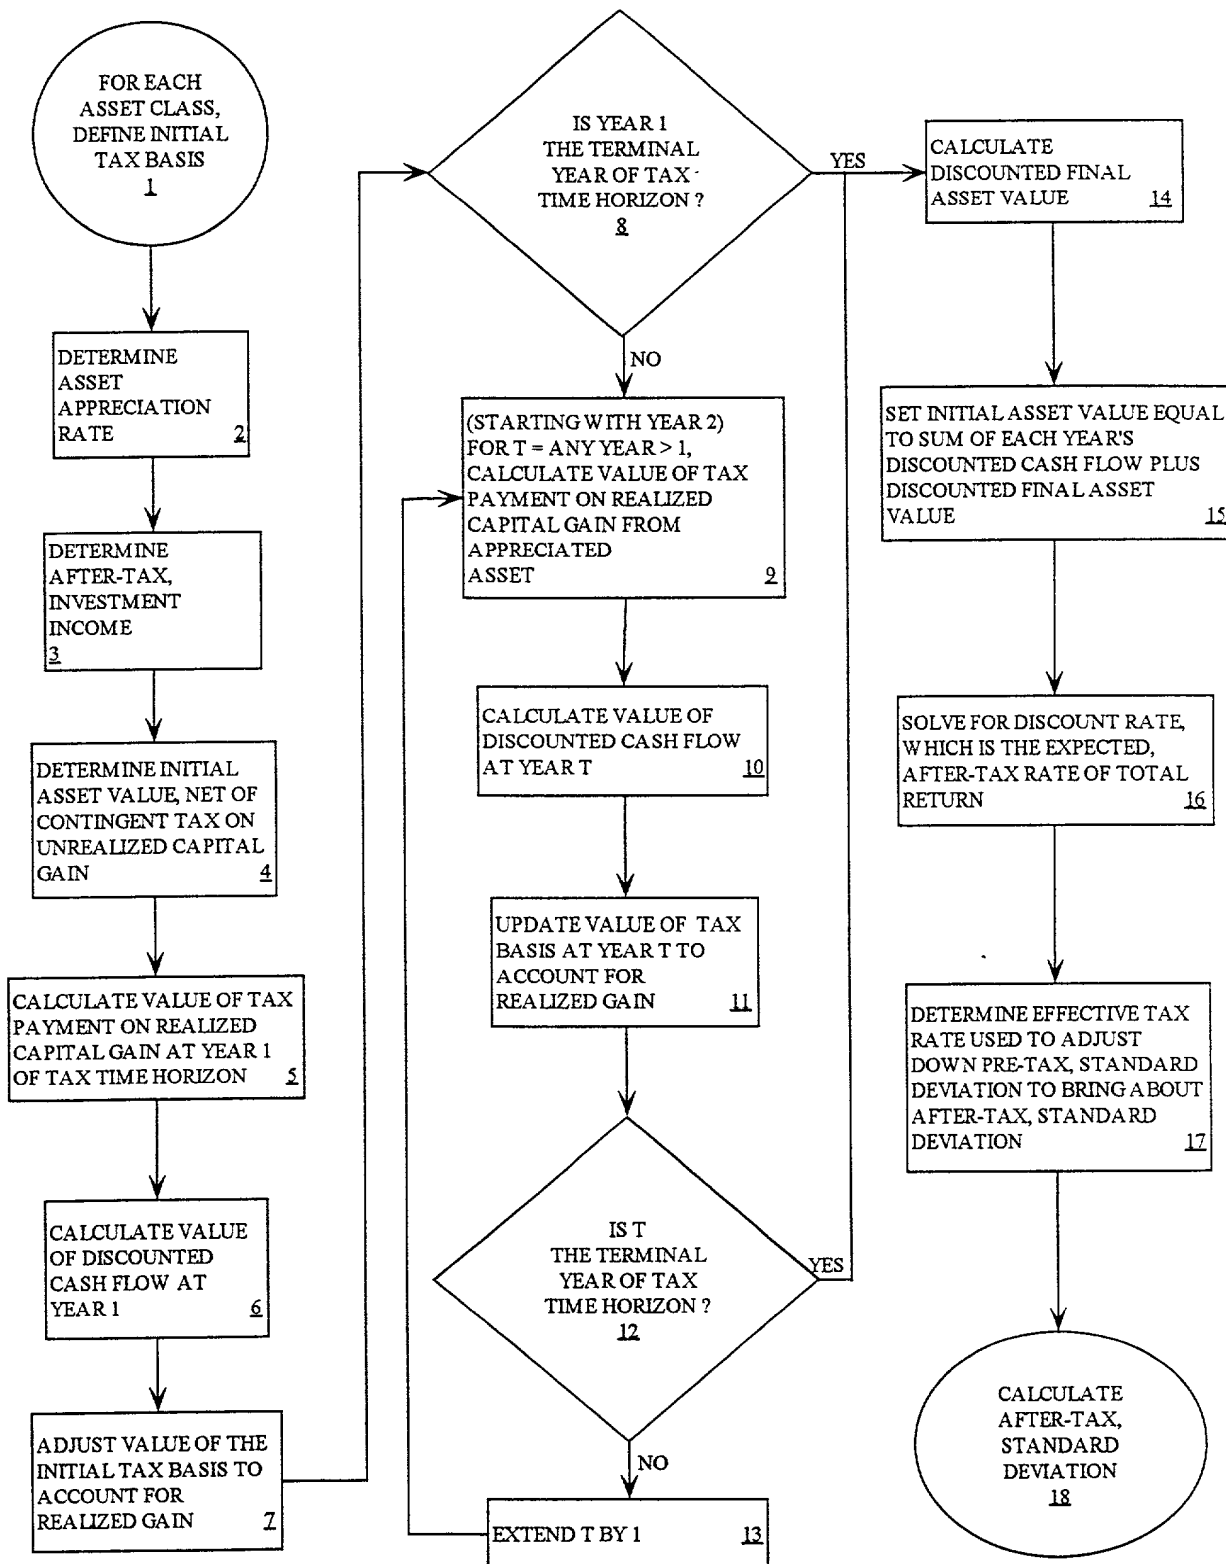 FOR EACH
ASSET CLASS,
DEFINE INITIAL
TAX BASIS
1
DETERMINE
ASSET
APPRECIATION
RATE 2
DETERMINE
AFTER-TAX,
INVESTMENT
INCOME
3
DETERMINE INITIAL
ASSET VALUE, NET OF
CONTINGENT TAX ON
UNREALIZED CAPITAL
GAIN 4
CALCULATE VALUE OF TAX
PAYMENT ON REALIZED
CAPITAL GAIN AT YEAR 1
OF TAX TIME HORIZON 5
CALCULATE VALUE
OF DISCOUNTED
CASH FLOW AT
YEAR 1 6
ADJUST VALUE OF THE
INITIAL TAX BASIS TO
ACCOUNT FOR
REALIZED GAIN 7
IS YEAR 1
THE TERMINAL
YEAR OF TAX
TIME HORIZON ?
8
YES
NO
(STARTING WITH YEAR 2)
FOR T = ANY YEAR > 1,
CALCULATE VALUE OF TAX
PAYMENT ON REALIZED
CAPITAL GAIN FROM
APPRECIATED
ASSET 9
CALCULATE VALUE OF
DISCOUNTED CASH FLOW
AT YEAR T 10
UPDATE VALUE OF TAX
BASIS AT YEAR T TO
ACCOUNT FOR
REALIZED GAIN 11
IS T
THE TERMINAL
YEAR OF TAX
TIME HORIZON ?
12
YES
NO
EXTEND T BY 1 13
CALCULATE
DISCOUNTED FINAL
ASSET VALUE 14
SET INITIAL ASSET VALUE EQUAL
TO SUM OF EACH YEAR'S
DISCOUNTED CASH FLOW PLUS
DISCOUNTED FINAL ASSET
VALUE 15
SOLVE FOR DISCOUNT RATE,
WHICH IS THE EXPECTED,
AFTER-TAX RATE OF TOTAL
RETURN 16
DETERMINE EFFECTIVE TAX
RATE USED TO ADJUST
DOWN PRE-TAX, STANDARD
DEVIATION TO BRING ABOUT
AFTER-TAX, STANDARD
DEVIATION 17
CALCULATE
AFTER-TAX,
STANDARD
DEVIATION
18